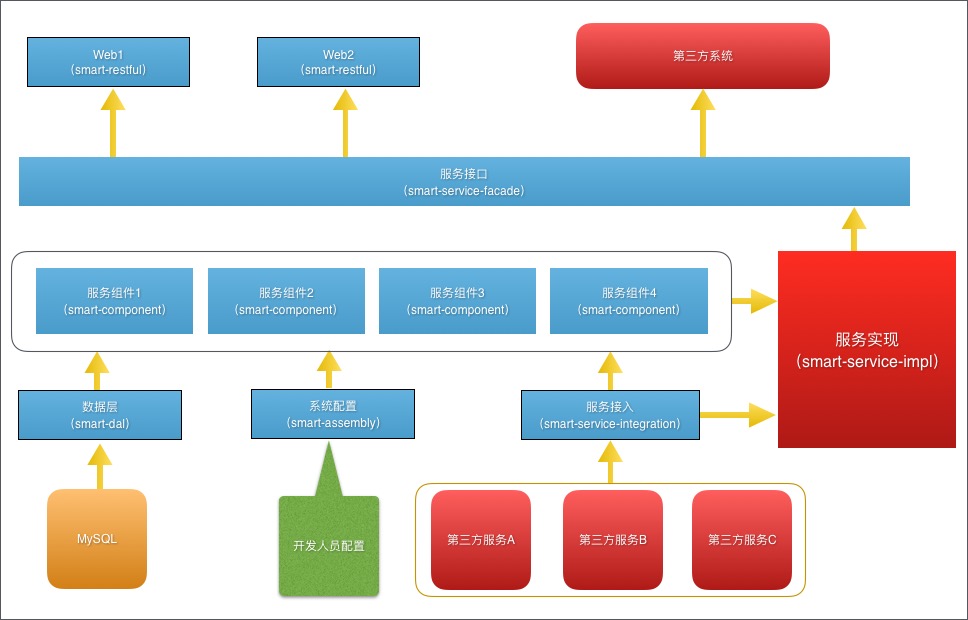 Web1
(smart-restful)
Web2
(smart-restful)
第三方系统
服务接口
(smart-service-facade)
服务组件1
(smart-component)
服务组件2
(smart-component)
服务组件3
(smart-component)
服务组件4
(smart-component)
服务实现
(smart-service-impl)
数据层
(smart-dal)
系统配置
(smart-assembly)
服务接入
(smart-service-integration)
MySQL
开发人员配置
第三方服务A
第三方服务B
第三方服务C